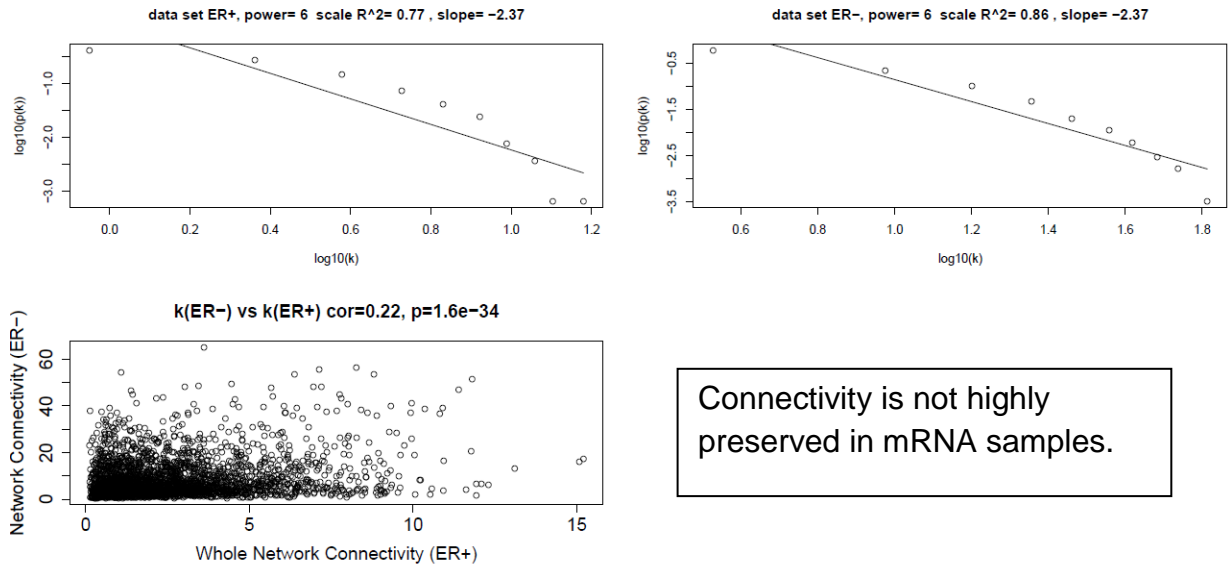 data set ER+, power= 6  scale R^2= 0.77 , slope= −2.37
log10(p(k))
−1.0
−2.0
−3.0
0.0 0.2 0.4 0.6 0.8 1.0 1.2
log10(k)
data set ER−, power= 6  scale R^2= 0.86 , slope= −2.37
log10(p(k))
−0.5
−1.5
−2.5
−3.5
0.6 0.8 1.0 1.2 1.4 1.6 1.8
log10(k)
k(ER−) vs k(ER+) cor=0.22, p=1.6e−34
Network Connectivity (ER−)
60
40
20
0
0 5 10 15
Whole Network Connectivity (ER+)
Connectivity is not highly
preserved in mRNA samples.